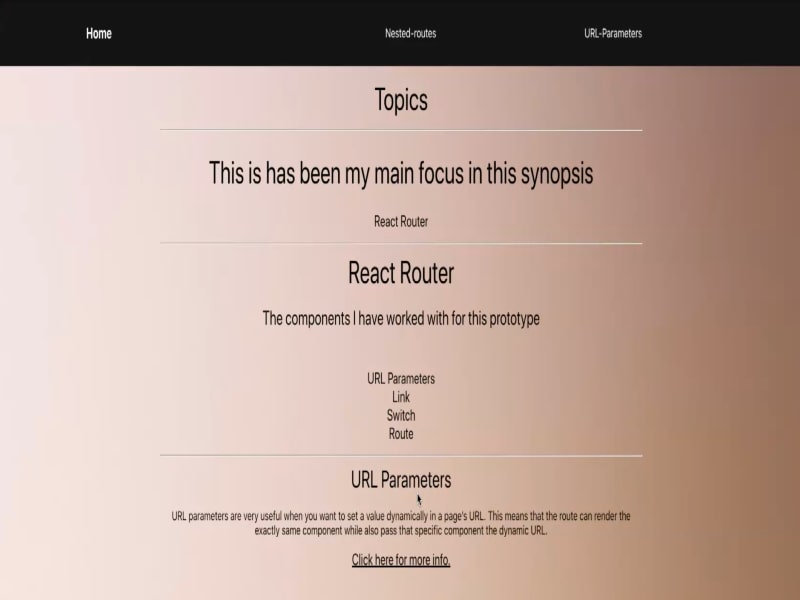 Home
Nested-routes
URL-Parameters
Topics
This is has been my main focus in this synopsis
React Router
React Router
The components I have worked with for this prototype
URL Parameters
Link
Switch
Route
URL Parameters
URL parameters are very useful when you want to set a value dynamically in a page's URL. This means that the route can render the
exactly same component while also pass that specific component the dynamic URL.
Click here for more info.